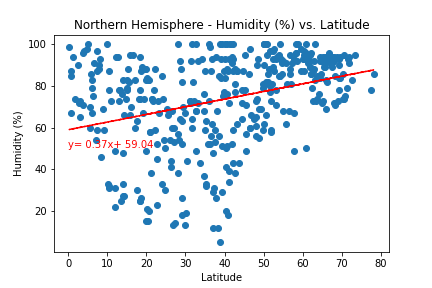 Northern Hemisphere - Humidity (%) vs. Latitude
100
80
60
40
20
Humidity (%)
y= 0.37x+ 59.04
0 10 20 30 40 50 60 70 80
Latitude